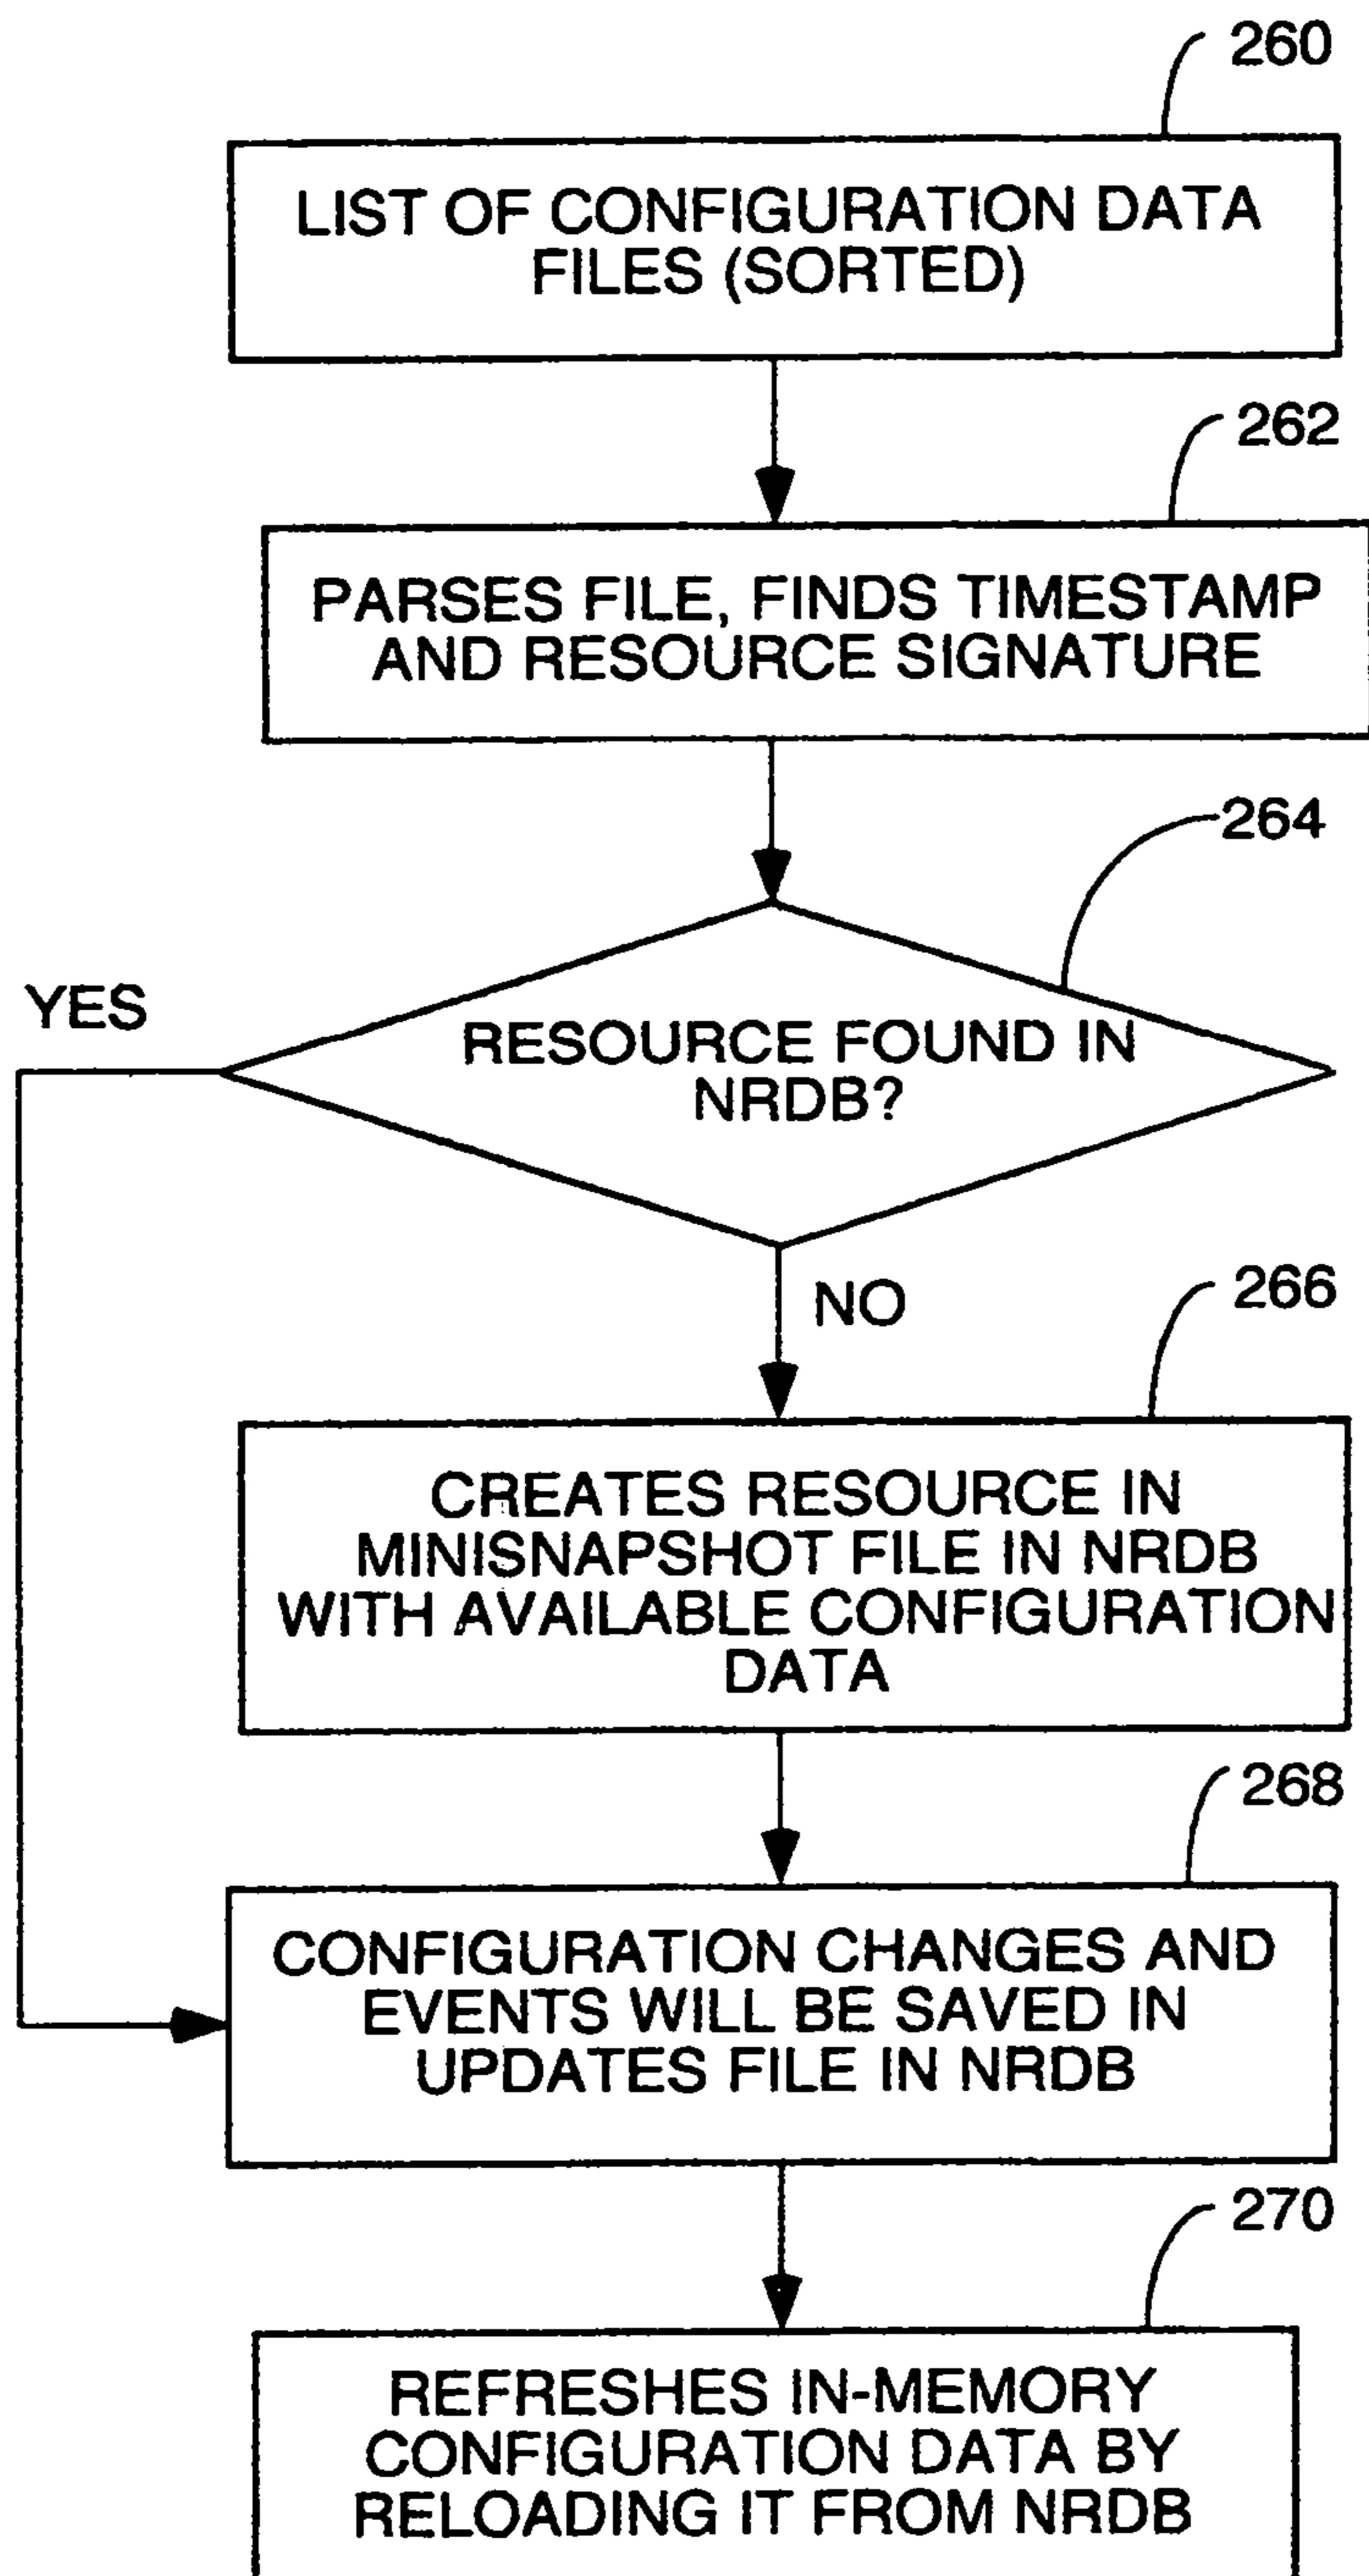 260
LIST OF CONFIGURATION DATA
FILES (SORTED)
262
PARSES FILE, FINDS TIMESTAMP
AND RESOURCE SIGNATURE
264
YES
RESOURCE FOUND IN
NRDB?
NO
266
CREATES RESOURCE IN
MINISNAPSHOT FILE IN NRDB
WITH AVAILABLE CONFIGURATION
DATA
268
CONFIGURATION CHANGES AND
EVENTS WILL BE SAVED IN
UPDATES FILE IN NRDB
270
REFRESHES IN-MEMORY
CONFIGURATION DATA BY
RELOADING IT FROM NRDB